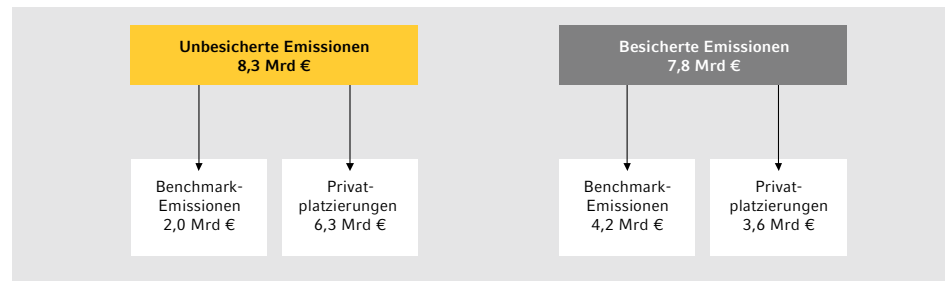 Unbesicherte Emissionen
8,3 Mrd €
Besicherte Emissionen
7,8 Mrd €
Benchmark-
Emissionen
2,0 Mrd €
Privat-
platzierungen
6,3 Mrd €
Benchmark-
Emissionen
4,2 Mrd €
Privat-
platzierungen
3,6 Mrd €